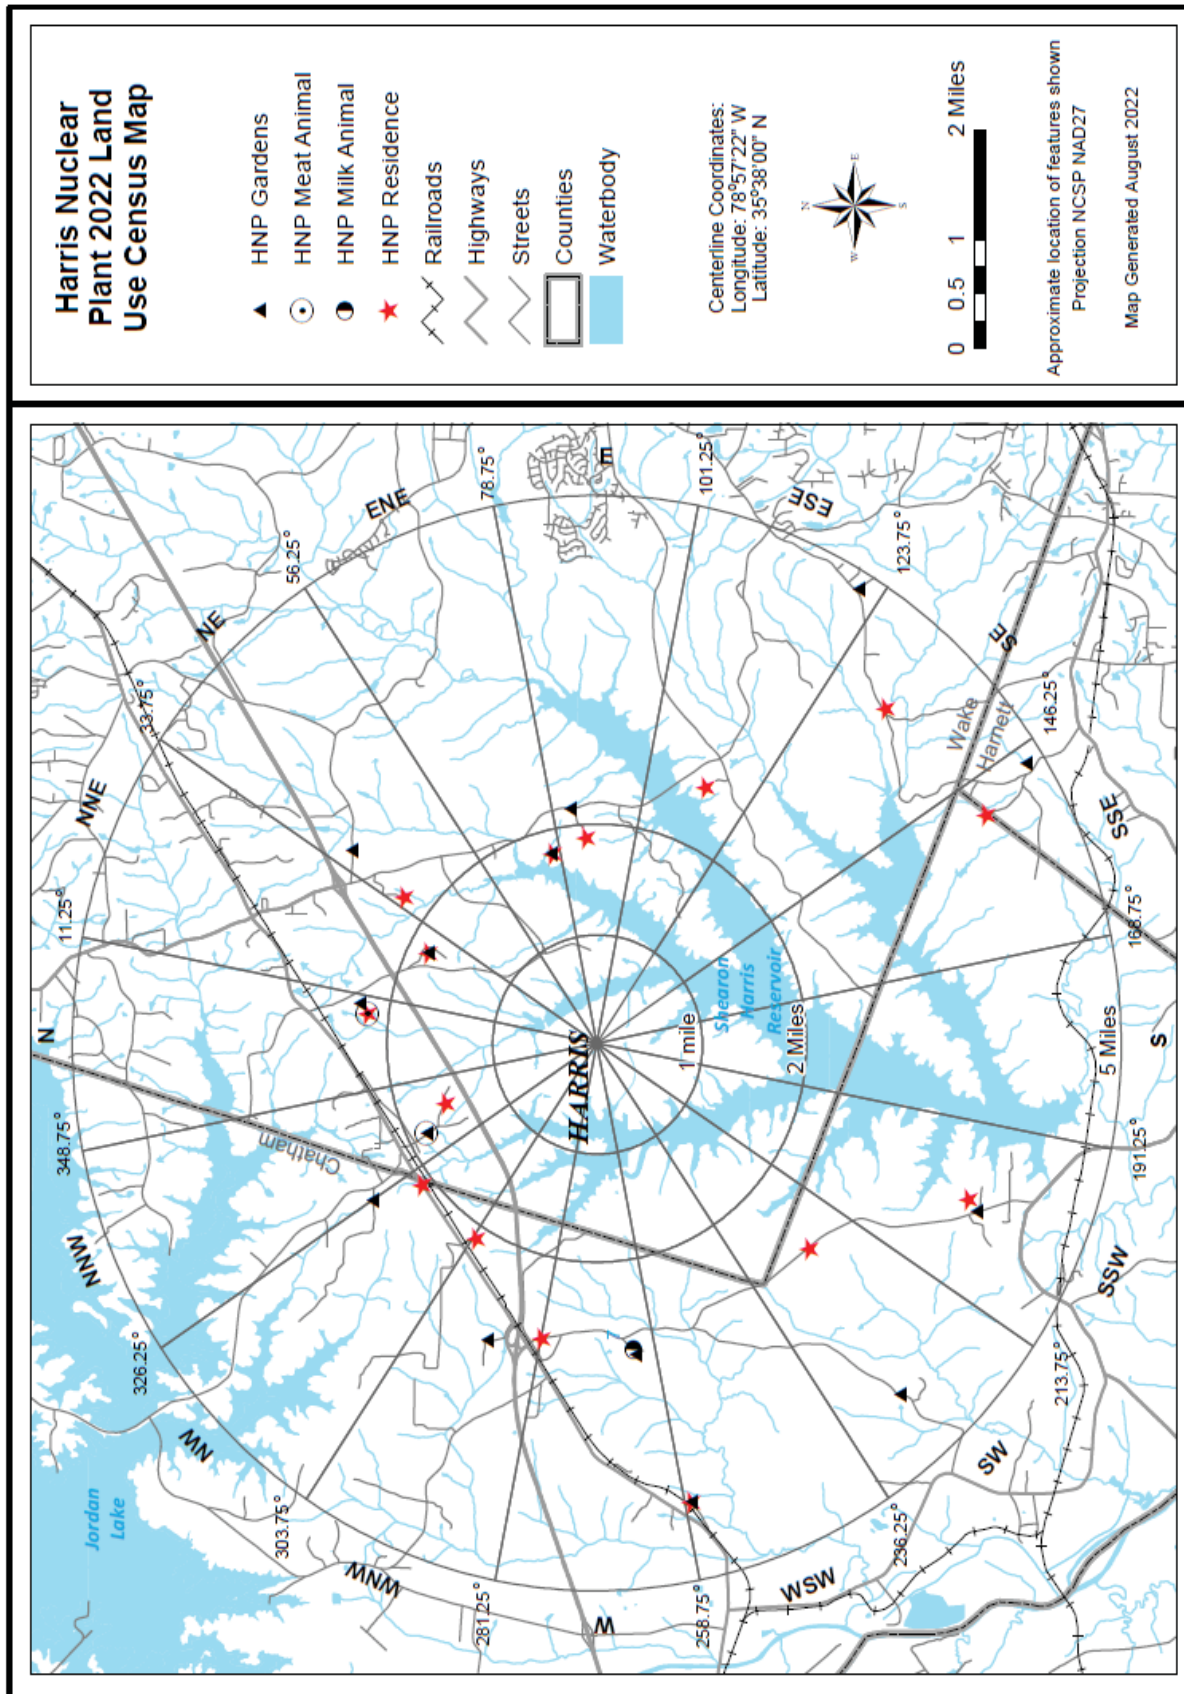 Harris Nuclear
Plant 2022 Land
Use Census Map
HNP Gardens
HNP Meat Animal
HNP Milk Animal
HNP Residence
Railroads
Highways
Streets
Counties
Waterbody
Centerline Coordinates:
Longitude: 78°57'22" W
Latitude: 35°38'00" N
N
E
S
W
0 0.5 1 2 Miles
Approximate location of features shown
Projection NCSP NAD27
Map Generated August 2022
N
11.25°
NNE
33.75°
NE
56.25°
ENE
78.75°
E
101.25°
ESE
123.75°
SE
146.25°
SSE
168.75°
S
191.25°
SSW
213.75°
SW
236.25°
WSW
258.75°
W
281.25°
WNW
303.75°
NW
326.25°
NNW
348.75°
Jordan
Lake
Chatham
Wake
Harnett
HARRIS
Shearon
Harris
Reservoir
1 mile
2 Miles
5 Miles